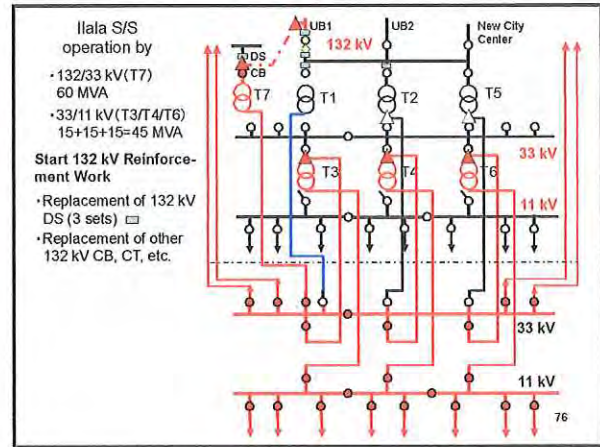 Ilala S/S
operation by
・132/33 kV(T7)
60 MVA
・33/11 kV(T3/T4/T6)
15+15+15=45 MVA
Start 132 kV Reinforce-
ment Work
・Replacement of 132 kV
DS (3 sets)
・Replacement of other
132 kV CB, CT, etc.
UB1
132 kV
UB2
New City
Center
DS
CB
T7
T1
T2
T5
33 kV
T3
T4
T6
11 kV
33 kV
11 kV
76